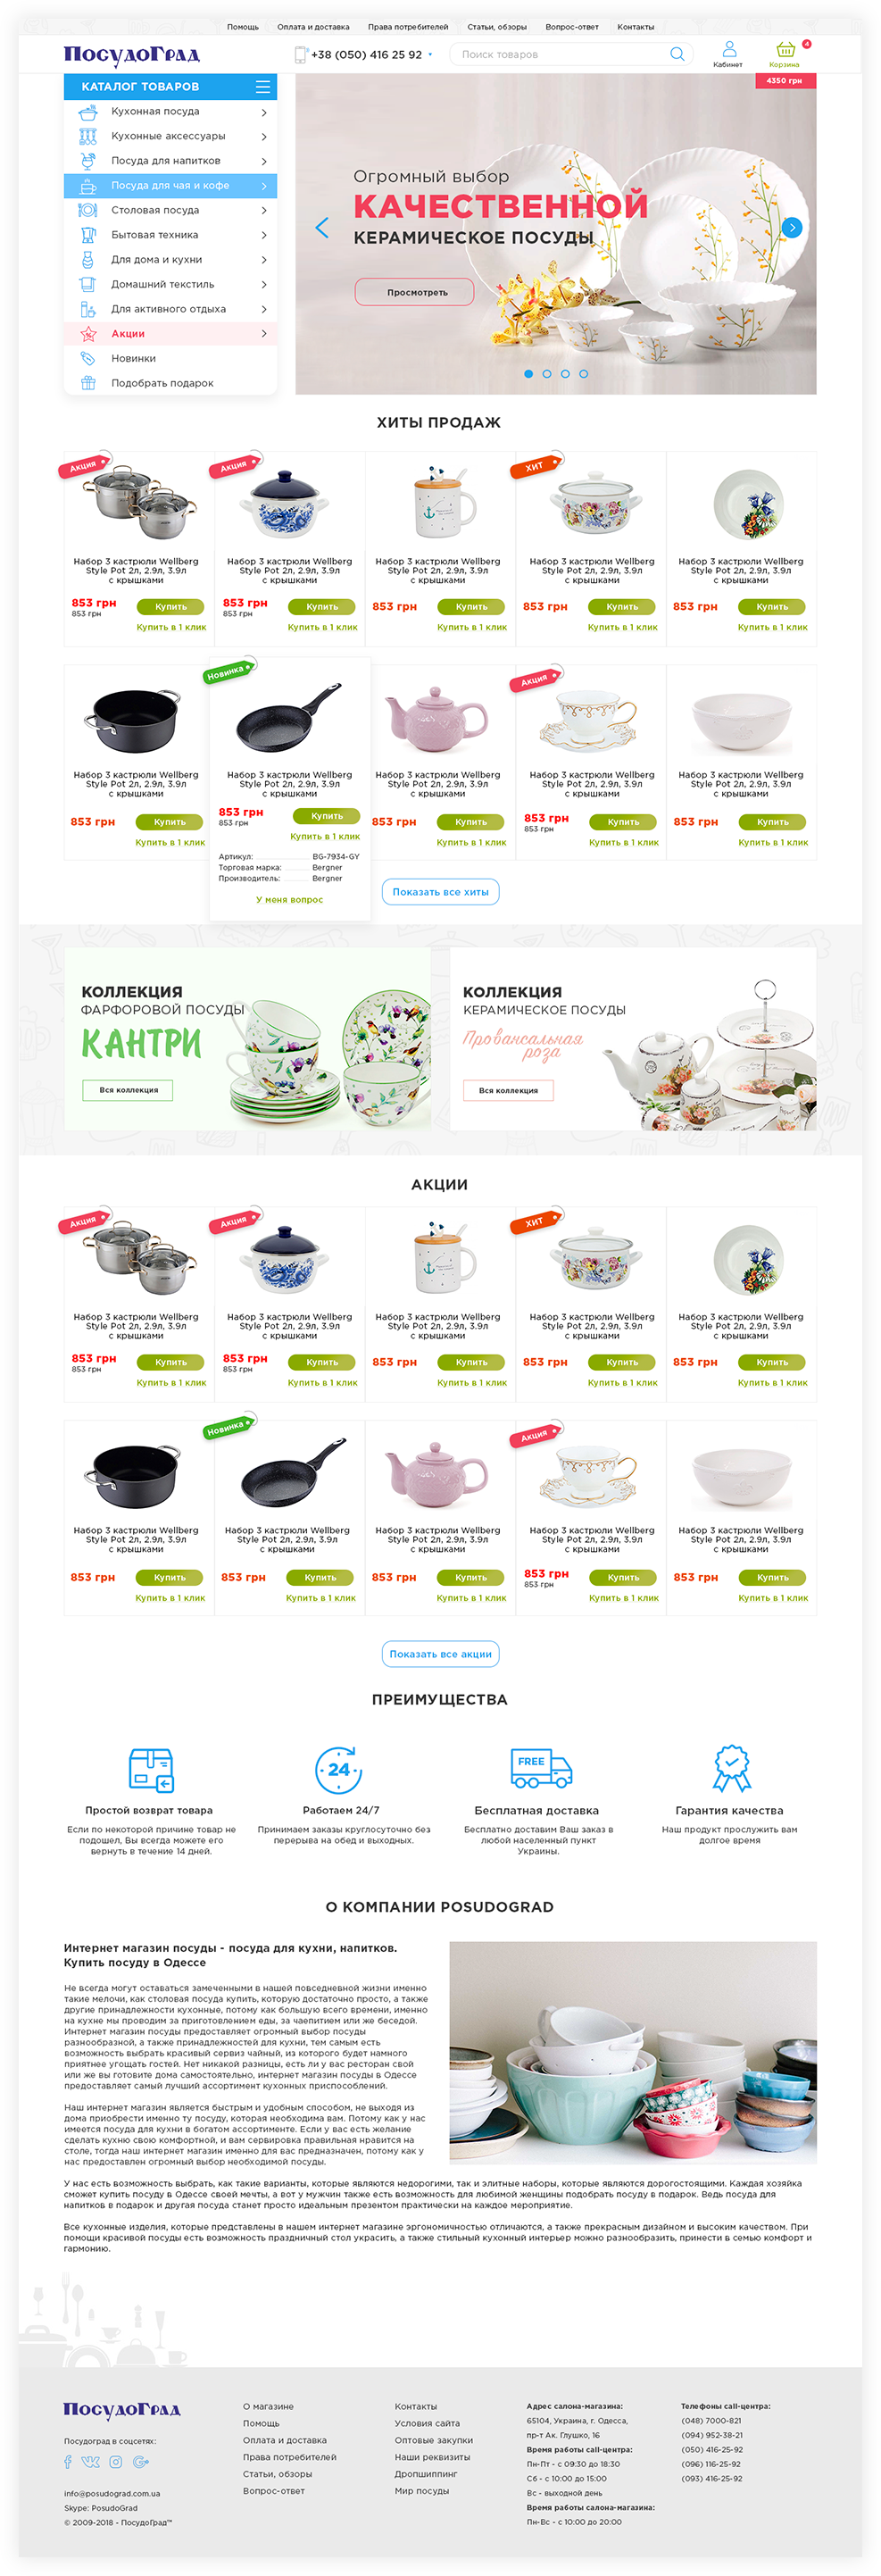 Помощь
Оплата и доставка
Права потребителей
Статьи, обзоры
Вопрос-ответ
Контакты
ПосудоГрад
+38 (050) 416 25 92
Поиск товаров
Кабинет
Корзина
4
4350 грн
КАТАЛОГ ТОВАРОВ
Кухонная посуда
Кухонные аксессуары
Посуда для напитков
Посуда для чая и кофе
Столовая посуда
Бытовая техника
Для дома и кухни
Домашний текстиль
Для активного отдыха
Акции
Новинки
Подобрать подарок
Огромный выбор
КАЧЕСТВЕННОЙ
КЕРАМИЧЕСКОЕ ПОСУДЫ
Просмотреть
ХИТЫ ПРОДАЖ
Акция
Набор 3 кастрюли Wellberg
Style Pot 2л, 2.9л, 3.9л
с крышками
853 грн
853 грн
Купить
Купить в 1 клик
Акция
Набор 3 кастрюли Wellberg
Style Pot 2л, 2.9л, 3.9л
с крышками
853 грн
853 грн
Купить
Купить в 1 клик
Набор 3 кастрюли Wellberg
Style Pot 2л, 2.9л, 3.9л
с крышками
853 грн
Купить
Купить в 1 клик
ХИТ
Набор 3 кастрюли Wellberg
Style Pot 2л, 2.9л, 3.9л
с крышками
853 грн
Купить
Купить в 1 клик
Набор 3 кастрюли Wellberg
Style Pot 2л, 2.9л, 3.9л
с крышками
853 грн
Купить
Купить в 1 клик
Набор 3 кастрюли Wellberg
Style Pot 2л, 2.9л, 3.9л
с крышками
853 грн
Купить
Купить в 1 клик
Новинка
Набор 3 кастрюли Wellberg
Style Pot 2л, 2.9л, 3.9л
с крышками
853 грн
853 грн
Купить
Купить в 1 клик
Артикул: BG-7934-GY
Торговая марка: Bergner
Производитель: Bergner
У меня вопрос
Набор 3 кастрюли Wellberg
Style Pot 2л, 2.9л, 3.9л
с крышками
853 грн
Купить
Купить в 1 клик
Акция
Набор 3 кастрюли Wellberg
Style Pot 2л, 2.9л, 3.9л
с крышками
853 грн
853 грн
Купить
Купить в 1 клик
Набор 3 кастрюли Wellberg
Style Pot 2л, 2.9л, 3.9л
с крышками
853 грн
Купить
Купить в 1 клик
Показать все хиты
КОЛЛЕКЦИЯ
ФАРФОРОВОЙ ПОСУДЫ
КАНТРИ
Вся коллекция
КОЛЛЕКЦИЯ
КЕРАМИЧЕСКОЕ ПОСУДЫ
Провансальная
роза
Вся коллекция
АКЦИИ
Акция
Набор 3 кастрюли Wellberg
Style Pot 2л, 2.9л, 3.9л
с крышками
853 грн
853 грн
Купить
Купить в 1 клик
Акция
Набор 3 кастрюли Wellberg
Style Pot 2л, 2.9л, 3.9л
с крышками
853 грн
853 грн
Купить
Купить в 1 клик
Набор 3 кастрюли Wellberg
Style Pot 2л, 2.9л, 3.9л
с крышками
853 грн
Купить
Купить в 1 клик
ХИТ
Набор 3 кастрюли Wellberg
Style Pot 2л, 2.9л, 3.9л
с крышками
853 грн
Купить
Купить в 1 клик
Набор 3 кастрюли Wellberg
Style Pot 2л, 2.9л, 3.9л
с крышками
853 грн
Купить
Купить в 1 клик
Набор 3 кастрюли Wellberg
Style Pot 2л, 2.9л, 3.9л
с крышками
853 грн
Купить
Купить в 1 клик
Новинка
Набор 3 кастрюли Wellberg
Style Pot 2л, 2.9л, 3.9л
с крышками
853 грн
Купить
Купить в 1 клик
Набор 3 кастрюли Wellberg
Style Pot 2л, 2.9л, 3.9л
с крышками
853 грн
Купить
Купить в 1 клик
Акция
Набор 3 кастрюли Wellberg
Style Pot 2л, 2.9л, 3.9л
с крышками
853 грн
853 грн
Купить
Купить в 1 клик
Набор 3 кастрюли Wellberg
Style Pot 2л, 2.9л, 3.9л
с крышками
853 грн
Купить
Купить в 1 клик
Показать все акции
ПРЕИМУЩЕСТВА
Простой возврат товара
Если по некоторой причине товар не
подошел, Вы всегда можете его
вернуть в течение 14 дней.
24
Работаем 24/7
Принимаем заказы круглосуточно без
перерыва на обед и выходных.
FREE
Бесплатная доставка
Бесплатно доставим Ваш заказ в
любой населенный пункт
Украины.
Гарантия качества
Наш продукт прослужить вам
долгое время
О КОМПАНИИ POSUDOGRAD
Интернет магазин посуды - посуда для кухни, напитков.
Купить посуду в Одессе
Не всегда могут оставаться замеченными в нашей повседневной жизни именно
такие мелочи, как столовая посуда купить, которую достаточно просто, а также
другие принадлежности кухонные, потому как большую всего времени, именно
на кухне мы проводим за приготовлением еды, за чаепитием или же беседой.
Интернет магазин посуды предоставляет огромный выбор посуды
разнообразной, а также принадлежностей для кухни, тем самым есть
возможность выбрать красивый сервиз чайный, из которого будет намного
приятнее угощать гостей. Нет никакой разницы, есть ли у вас ресторан свой
или же вы готовите дома самостоятельно, интернет магазин посуды в Одессе
предоставляет самый лучший ассортимент кухонных приспособлений.
Наш интернет магазин является быстрым и удобным способом, не выходя из
дома приобрести именно ту посуду, которая необходима вам. Потому как у нас
имеется посуда для кухни в богатом ассортименте. Если у вас есть желание
сделать кухню свою комфортной, и вам сервировка правильная нравится на
столе, тогда наш интернет магазин именно для вас предназначен, потому как у
нас предоставлен огромный выбор необходимой посуды.
У нас есть возможность выбрать, как такие варианты, которые являются недорогими, так и элитные наборы, которые являются дорогостоящими. Каждая хозяйка
сможет купить посуду в Одессе своей мечты, а вот у мужчин также есть возможность для любимой женщины подобрать посуду в подарок. Ведь посуда для
напитков в подарок и другая посуда станет просто идеальным презентом практически на каждое мероприятие.
Все кухонные изделия, которые представлены в нашем интернет магазине эргономичностью отличаются, а также прекрасным дизайном и высоким качеством. При
помощи красивой посуды есть возможность праздничный стол украсить, а также стильный кухонный интерьер можно разнообразить, принести в семью комфорт и
гармонию.
ПосудоГрад
Посудоград в соцсетях:
info@posudograd.com.ua
Skype: PosudoGrad
© 2009-2018 - ПосудоГрад™
О магазине
Помощь
Оплата и доставка
Права потребителей
Статьи, обзоры
Вопрос-ответ
Контакты
Условия сайта
Оптовые закупки
Наши реквизиты
Дропшиппинг
Мир посуды
Адрес салона-магазина:
65104, Украина, г. Одесса,
пр-т Ак. Глушко, 16
Время работы call-центра:
Пн-Пт - с 09:30 до 18:30
Сб - с 10:00 до 15:00
Вс - выходной день
Время работы салона-магазина:
Пн-Вс - с 10:00 до 20:00
Телефоны call-центра:
(048) 7000-821
(094) 952-38-21
(050) 416-25-92
(096) 116-25-92
(093) 416-25-92